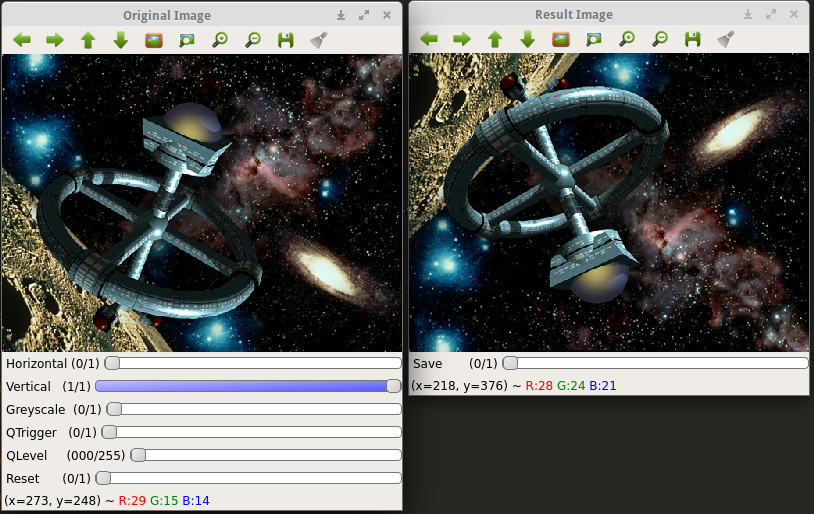 Original Image
Horizontal (0/1)
Vertical (1/1)
Greyscale (0/1)
QTrigger (0/1)
QLevel (000/255)
Reset (0/1)
(x=273, y=248) ~ R:29 G:15 B:14
Result Image
Save (0/1)
(x=218, y=376) ~ R:28 G:24 B:21